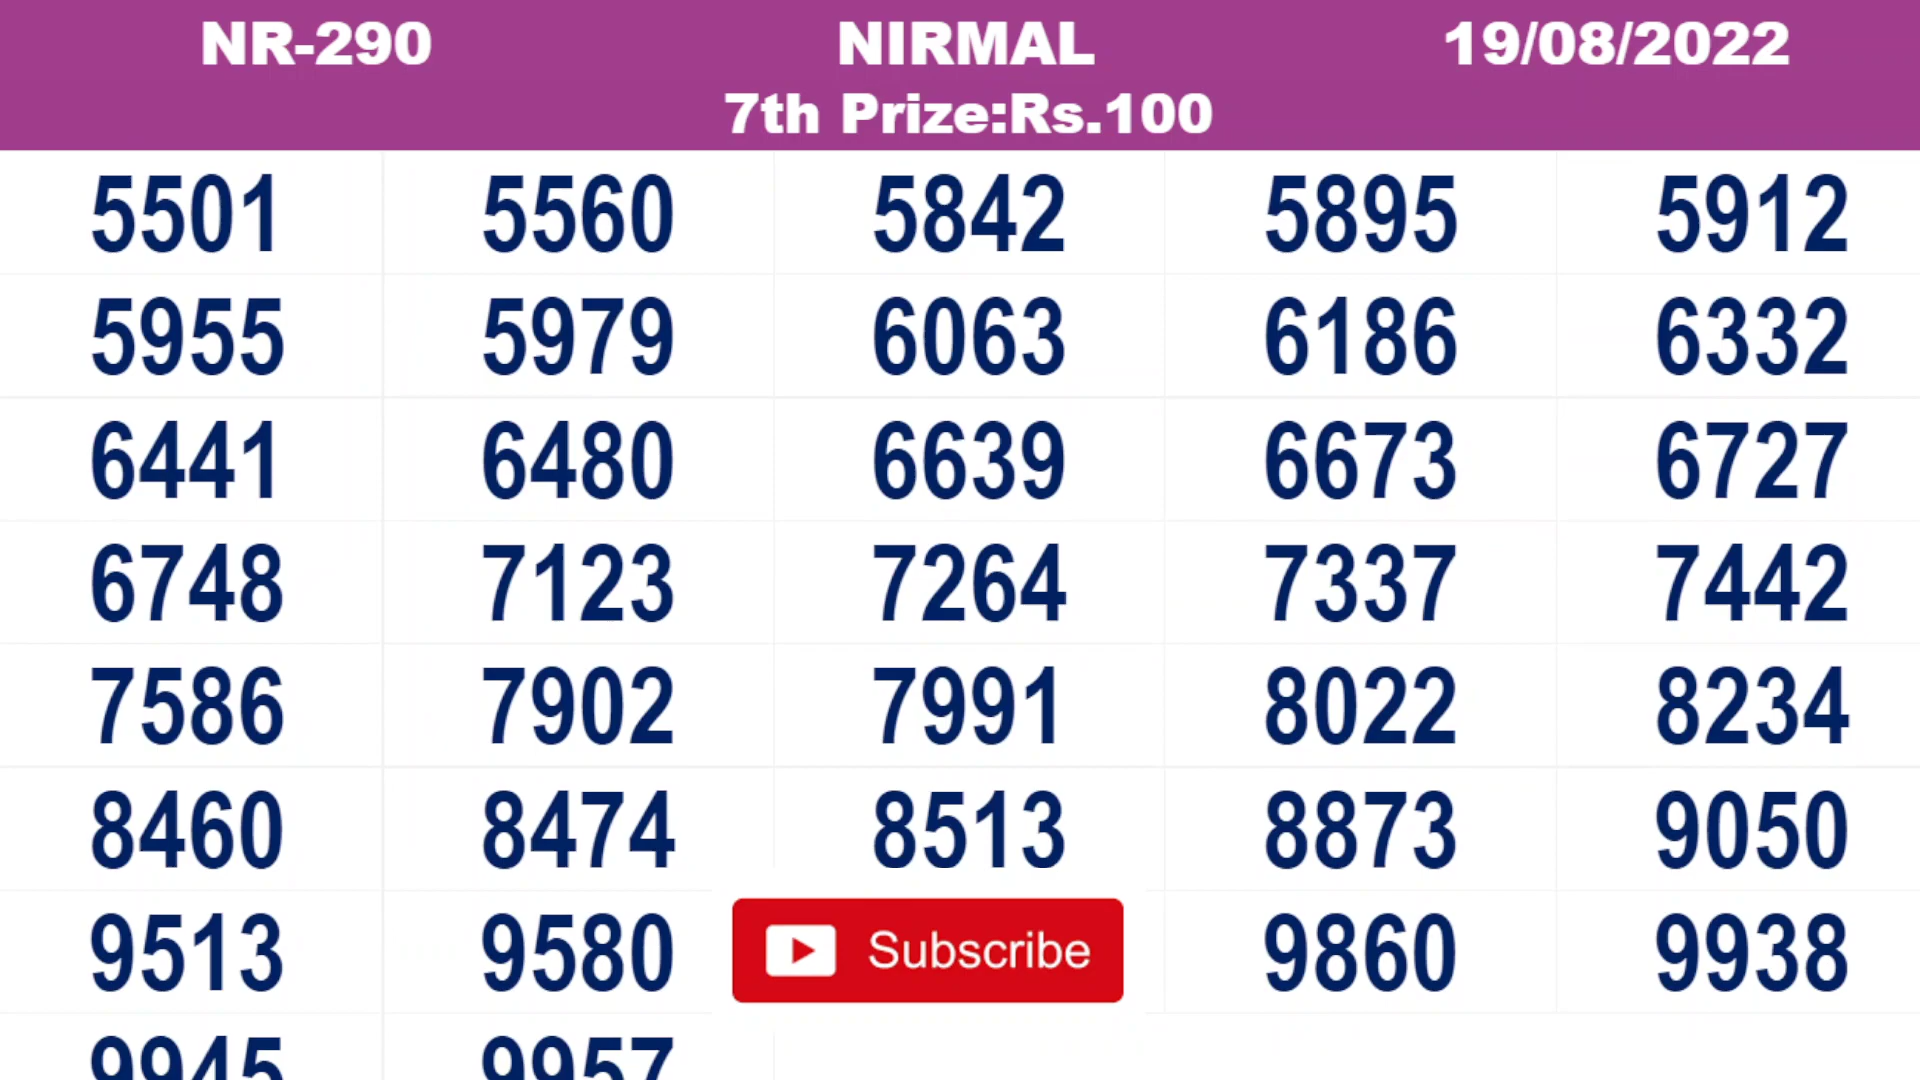 NR-290 NIRMAL 19/08/2022
7th Prize:Rs.100
5501 5560 5842 5895 5912
5955 5979 6063 6186 6332
6441 6480 6639 6673 6727
6748 7123 7264 7337 7442
7586 7902 7991 8022 8234
8460 8474 8513 8873 9050
9513 9580 Subscribe 9860 9938
9945 9957